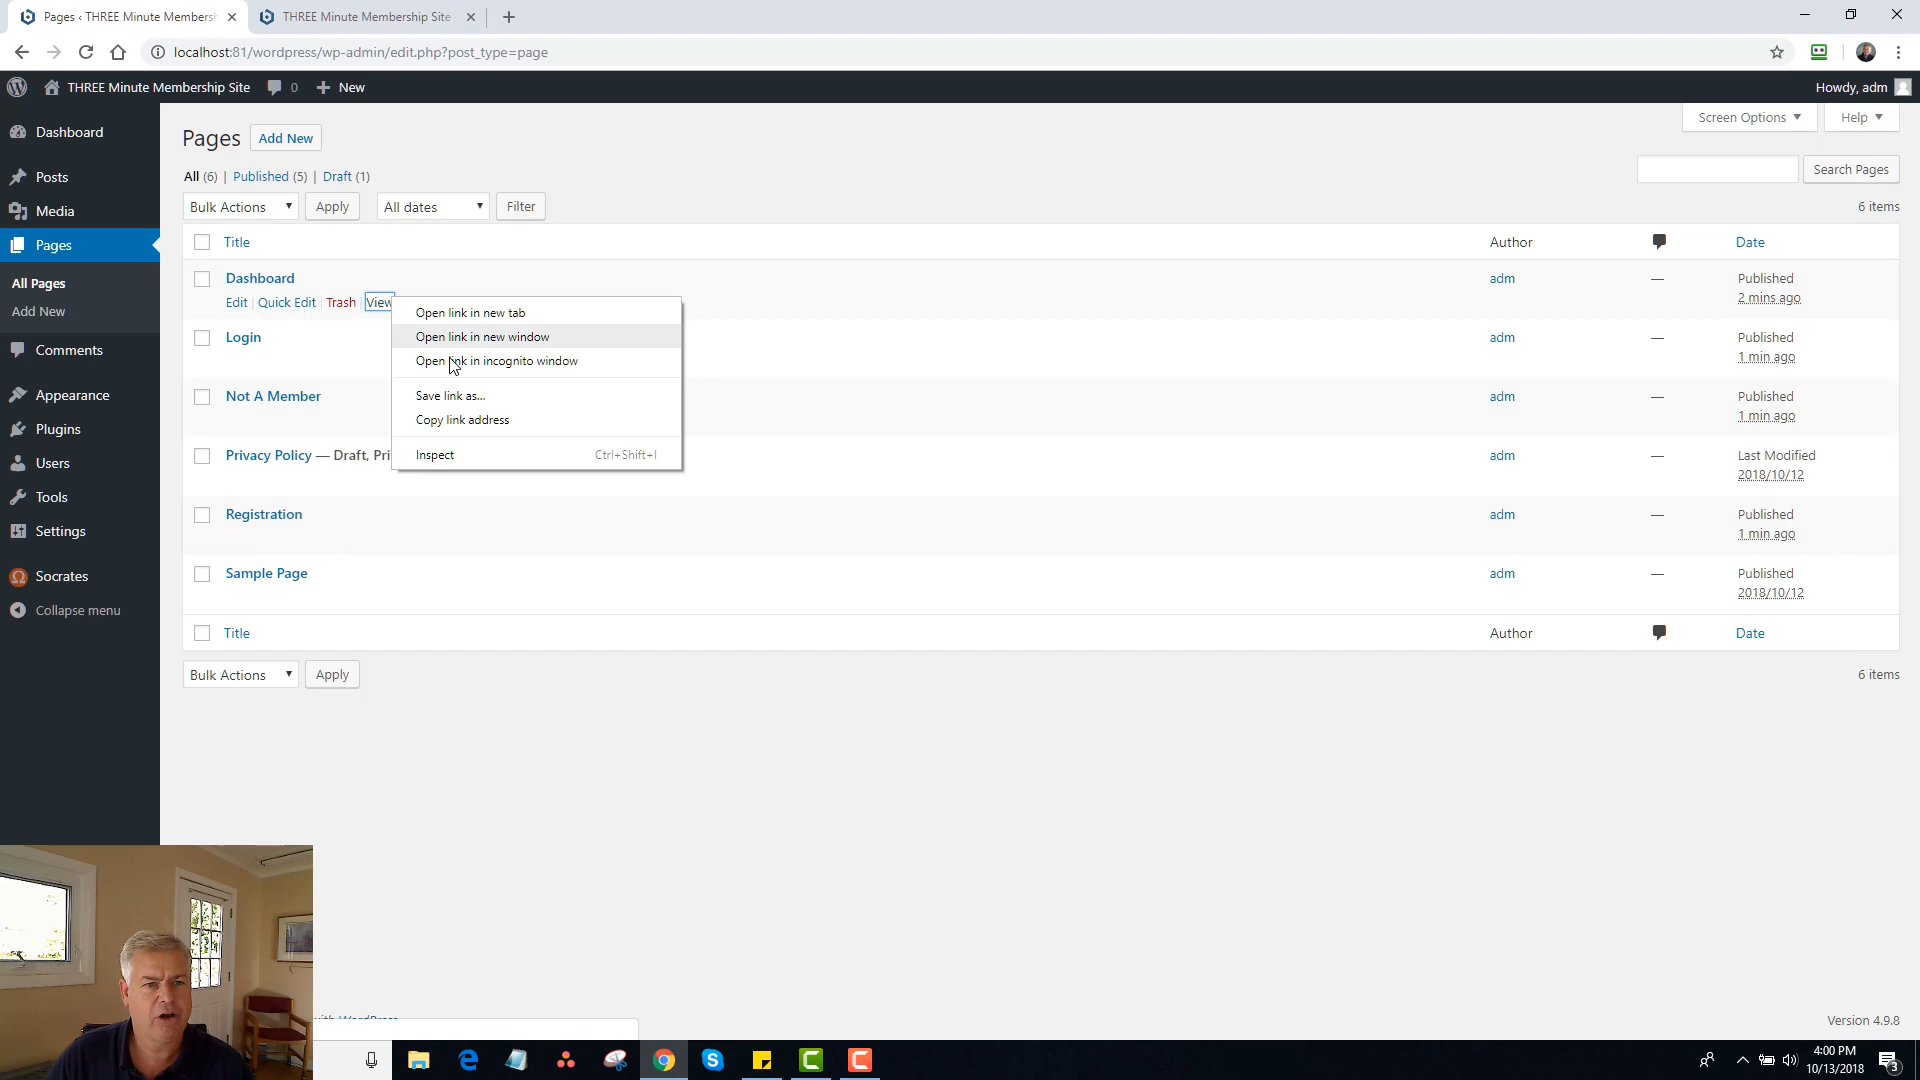 Pages ‹ THREE Minute Membersh
THREE Minute Membership Site
localhost:81/wordpress/wp-admin/edit.php?post_type=page
THREE Minute Membership Site
0
New
Howdy, adm
Dashboard
Posts
Media
Pages
All Pages
Add New
Comments
Appearance
Plugins
Users
Tools
Settings
Socrates
Collapse menu
Pages
Add New
Screen Options
Help
All (6) | Published (5) | Draft (1)
Search Pages
Bulk Actions
Apply
All dates
Filter
6 items
Title
Author
Date
Dashboard
adm
—
Published
2 mins ago
Edit | Quick Edit | Trash | View
Open link in new tab
Open link in new window
Open link in incognito window
Save link as...
Copy link address
Inspect
Ctrl+Shift+I
Login
adm
—
Published
1 min ago
Not A Member
adm
—
Published
1 min ago
Privacy Policy — Draft, Pri
adm
—
Last Modified
2018/10/12
Registration
adm
—
Published
1 min ago
Sample Page
adm
—
Published
2018/10/12
Title
Author
Date
Bulk Actions
Apply
6 items
with WordPress
Version 4.9.8
4:00 PM
10/13/2018
3